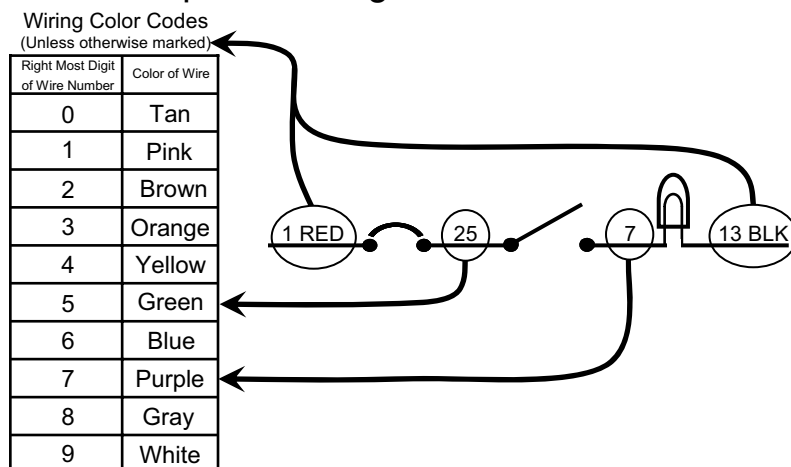 Wiring Color Codes
(Unless otherwise marked)
Right Most Digit
of Wire Number
Color of Wire
0 Tan
1 Pink
2 Brown
3 Orange
4 Yellow
5 Green
6 Blue
7 Purple
8 Gray
9 White
1 RED
25
7
13 BLK